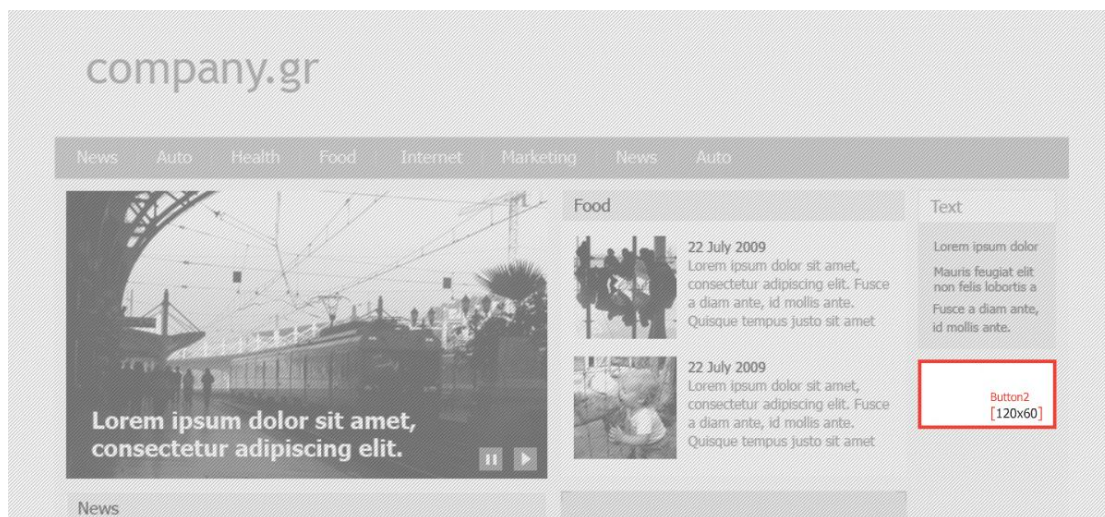 company.gr
News Auto Health Food Internet Marketing News Auto
Lorem ipsum dolor sit amet,
consectetur adipiscing elit.
News
Food
22 July 2009
Lorem ipsum dolor sit amet,
consectetur adipiscing elit. Fusce
a diam ante, id mollis ante.
Quisque tempus justo sit amet
22 July 2009
Lorem ipsum dolor sit amet,
consectetur adipiscing elit. Fusce
a diam ante, id mollis ante.
Quisque tempus justo sit amet
Text
Lorem ipsum dolor
Mauris feugiat elit
non felis lobortis a
Fusce a diam ante,
id mollis ante.
Button2
[120x60]